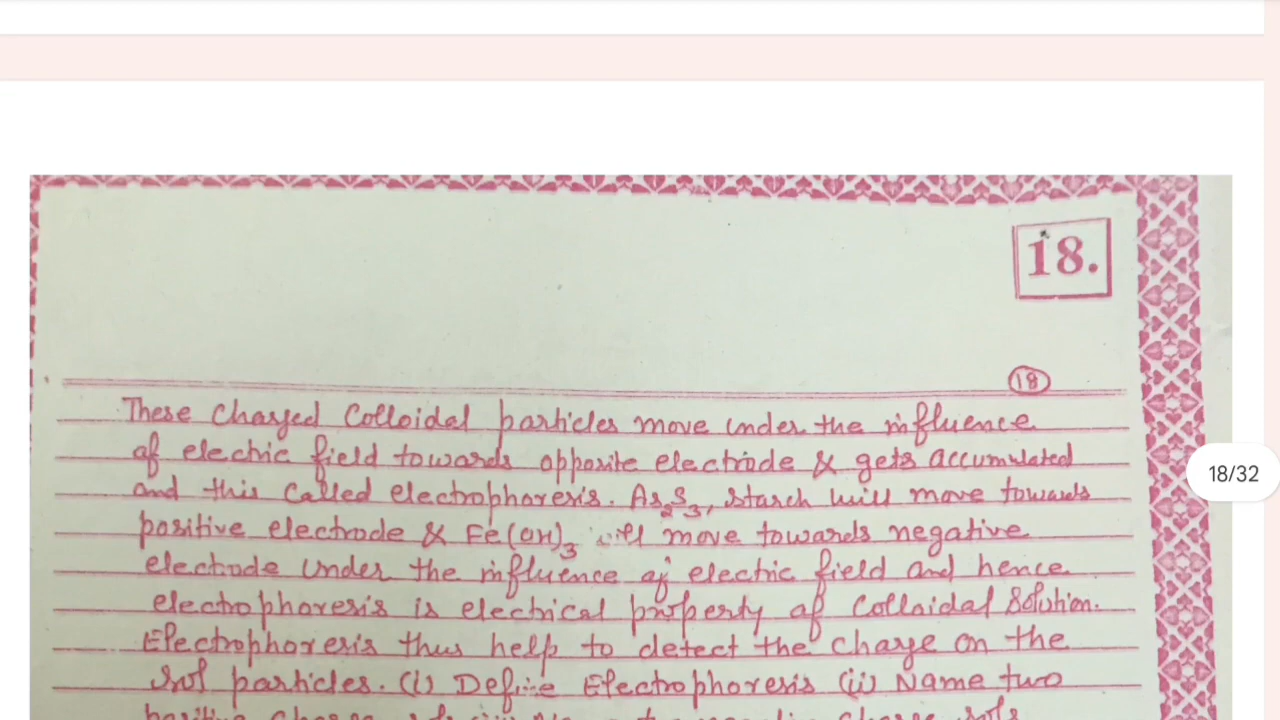 18.
18
These Charged Colloidal particles move under the influence
of electric field towards opposite electrode & gets accumulated
and this called electrophoresis. As₂S₃, starch will move towards
positive electrode & Fe(OH)₃ will move towards negative
electrode under the influence of electric field and hence
electrophoresis is electrical property of Colloidal Solution.
Electrophoresis thus help to detect the charge on the
18/32
sol particles. (i) Define Electrophoresis (ii) Name two